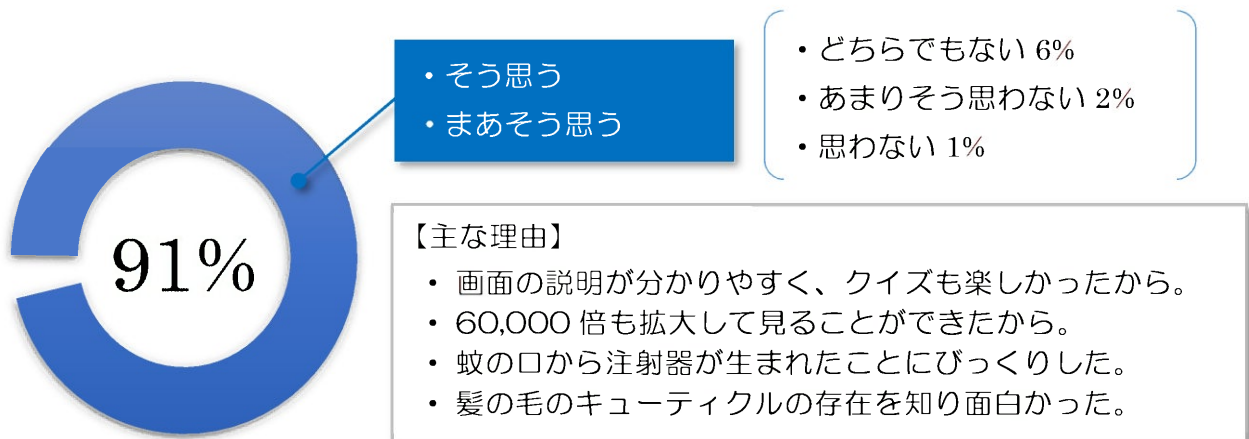 ・そう思う
・まあそう思う
・どちらでもない 6%
・あまりそう思わない 2%
・思わない 1%
91%
【主な理由】
・ 画面の説明が分かりやすく、クイズも楽しかったから。
・ 60,000 倍も拡大して見ることができたから。
・ 蚊の口から注射器が生まれたことにびっくりした。
・ 髪の毛のキューティクルの存在を知り面白かった。